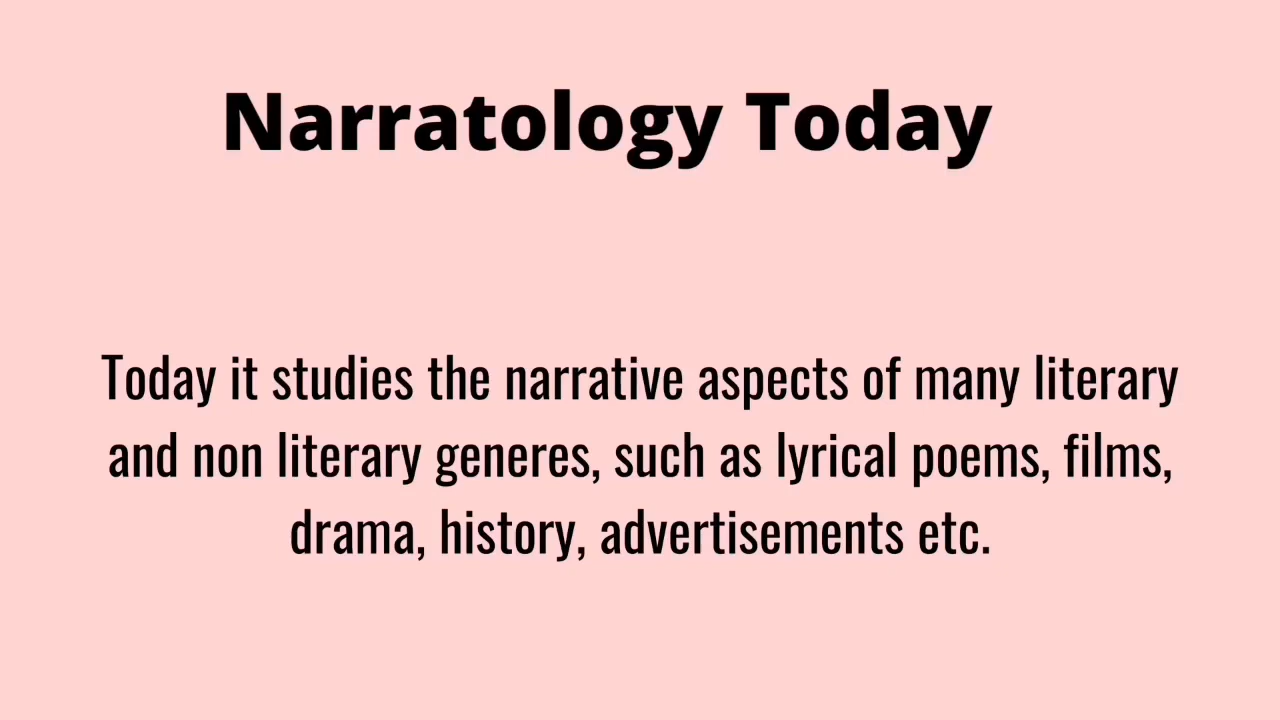 Narratology Today
Today it studies the narrative aspects of many literary
and non literary generes, such as lyrical poems, films,
drama, history, advertisements etc.